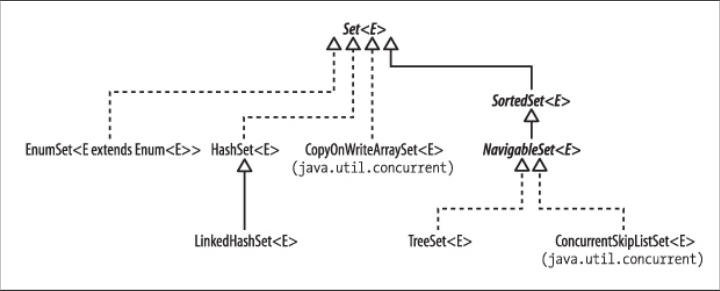 Set<E>
SortedSet<E>
EnumSet<E extends Enum<E>> HashSet<E> CopyOnWriteArraySet<E> NavigableSet<E>
(java.util.concurrent)
LinkedHashSet<E> TreeSet<E> ConcurrentSkipListSet<E>
(java.util.concurrent)